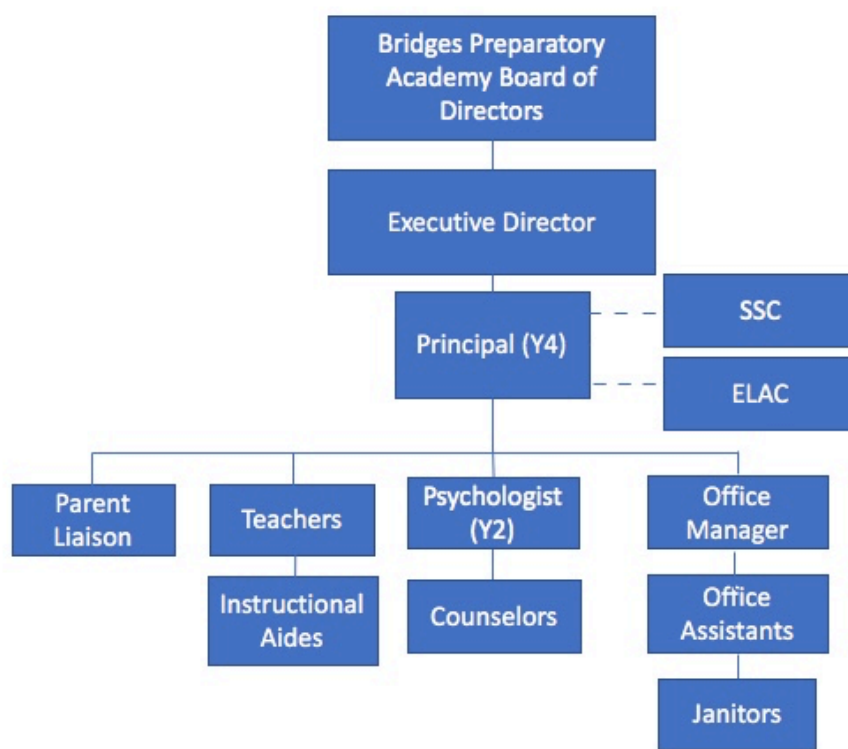 Bridges Preparatory
Academy Board of
Directors
Executive Director
Principal (Y4)
SSC
ELAC
Parent
Liaison
Teachers
Psychologist
(Y2)
Office
Manager
Instructional
Aides
Counselors
Office
Assistants
Janitors